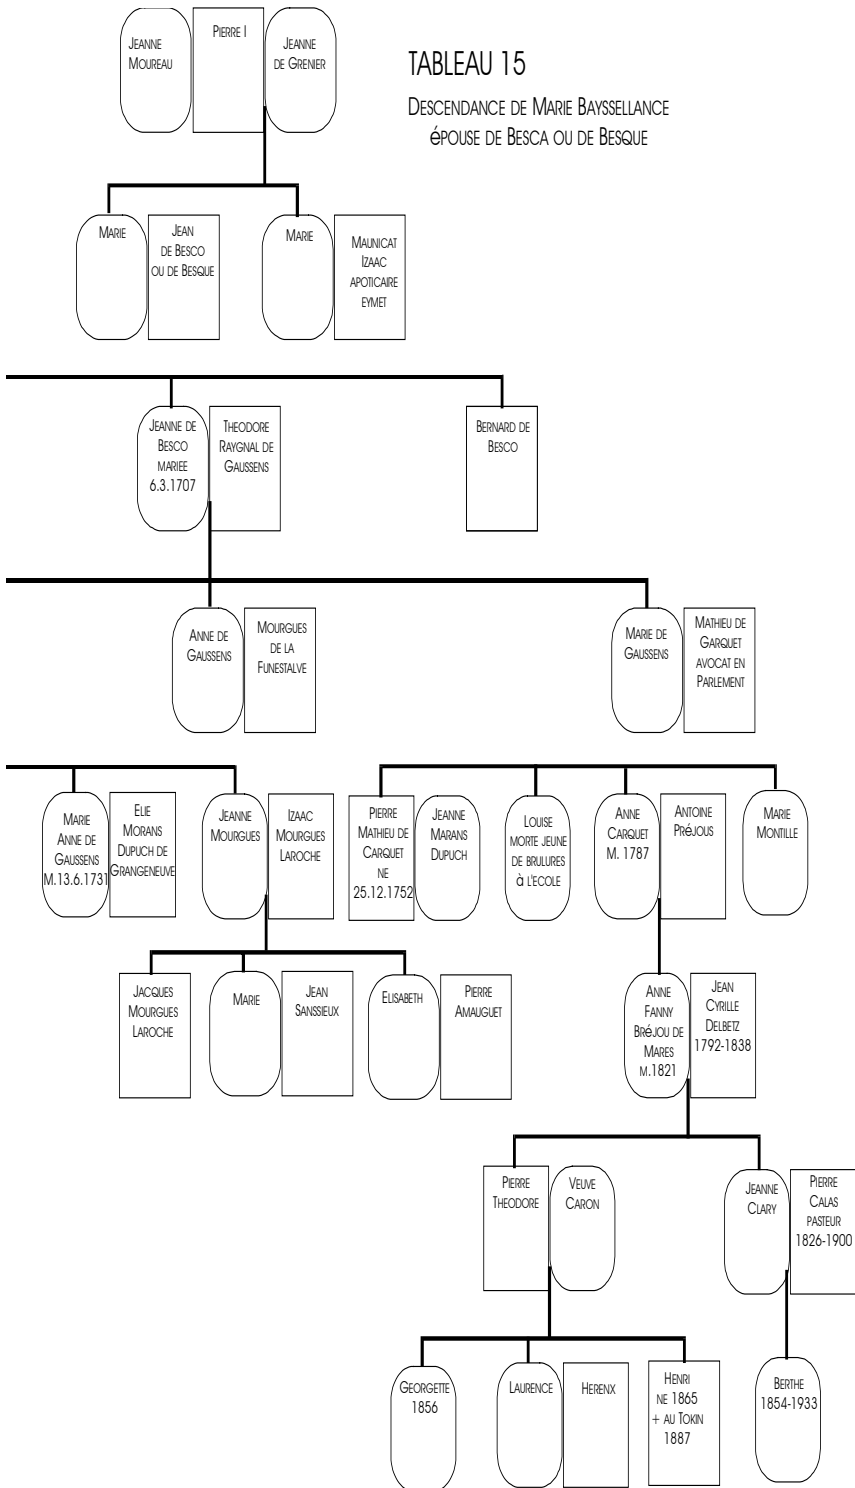 TABLEAU 15
DESCENDANCE DE MARIE BAYSSELLANCE
éPOUSE DE BESCA OU DE BESQUE
JEANNE
MOUREAU
PIERRE I
JEANNE
DE GRENIER
MARIE
JEAN
DE BESCO
OU DE BESQUE
MARIE
MAUNICAT
IZAAC
APOTICAIRE
EYMET
JEANNE DE
BESCO
MARIEE
6.3.1707
THEODORE
RAYGNAL DE
GAUSSENS
BERNARD DE
BESCO
ANNE DE
GAUSSENS
MOURGUES
DE LA
FUNESTALVE
MARIE DE
GAUSSENS
MATHIEU DE
GARQUET
AVOCAT EN
PARLEMENT
MARIE
ANNE DE
GAUSSENS
M.13.6.1731
ELIE
MORANS
DUPUCH DE
GRANGENEUVE
JEANNE
MOURGUES
IZAAC
MOURGUES
LAROCHE
PIERRE
MATHIEU DE
CARQUET
NE
25.12.1752
JEANNE
MARANS
DUPUCH
LOUISE
MORTE JEUNE
DE BRULURES
à L'ECOLE
ANNE
CARQUET
M. 1787
ANTOINE
PRéJOUS
MARIE
MONTILLE
JACQUES
MOURGUES
LAROCHE
MARIE
JEAN
SANSSIEUX
ELISABETH
PIERRE
AMAUGUET
ANNE
FANNY
BRéJOU DE
MARES
M.1821
JEAN
CYRILLE
DELBETZ
1792-1838
PIERRE
THEODORE
VEUVE
CARON
JEANNE
CLARY
PIERRE
CALAS
PASTEUR
1826-1900
GEORGETTE
1856
LAURENCE
HERENX
HENRI
NE 1865
+ AU TOKIN
1887
BERTHE
1854-1933